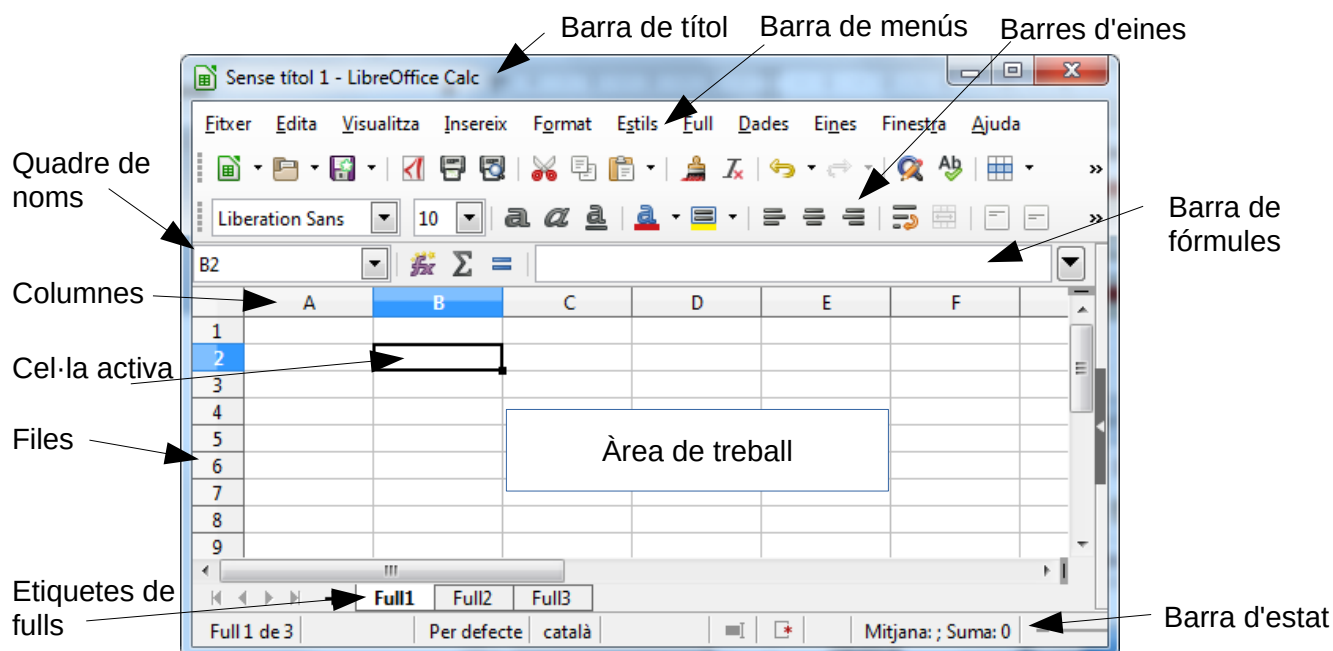 Barra de títol Barra de menús Barres d'eines
Sense títol 1 - LibreOffice Calc
Fitxer Edita Visualitza Insereix Format Estils Full Dades Eines Finestra Ajuda
Quadre de
noms
Liberation Sans 10 a a a a
Barra de
fórmules
B2 fx Σ =
Columnes
A B C D E F
1
2
Cel·la activa
3
4
Files
5
Àrea de treball
6
7
8
9
Etiquetes de
fulls
Full1 Full2 Full3
Full 1 de 3 Per defecte català Mitjana: ; Suma: 0
Barra d'estat